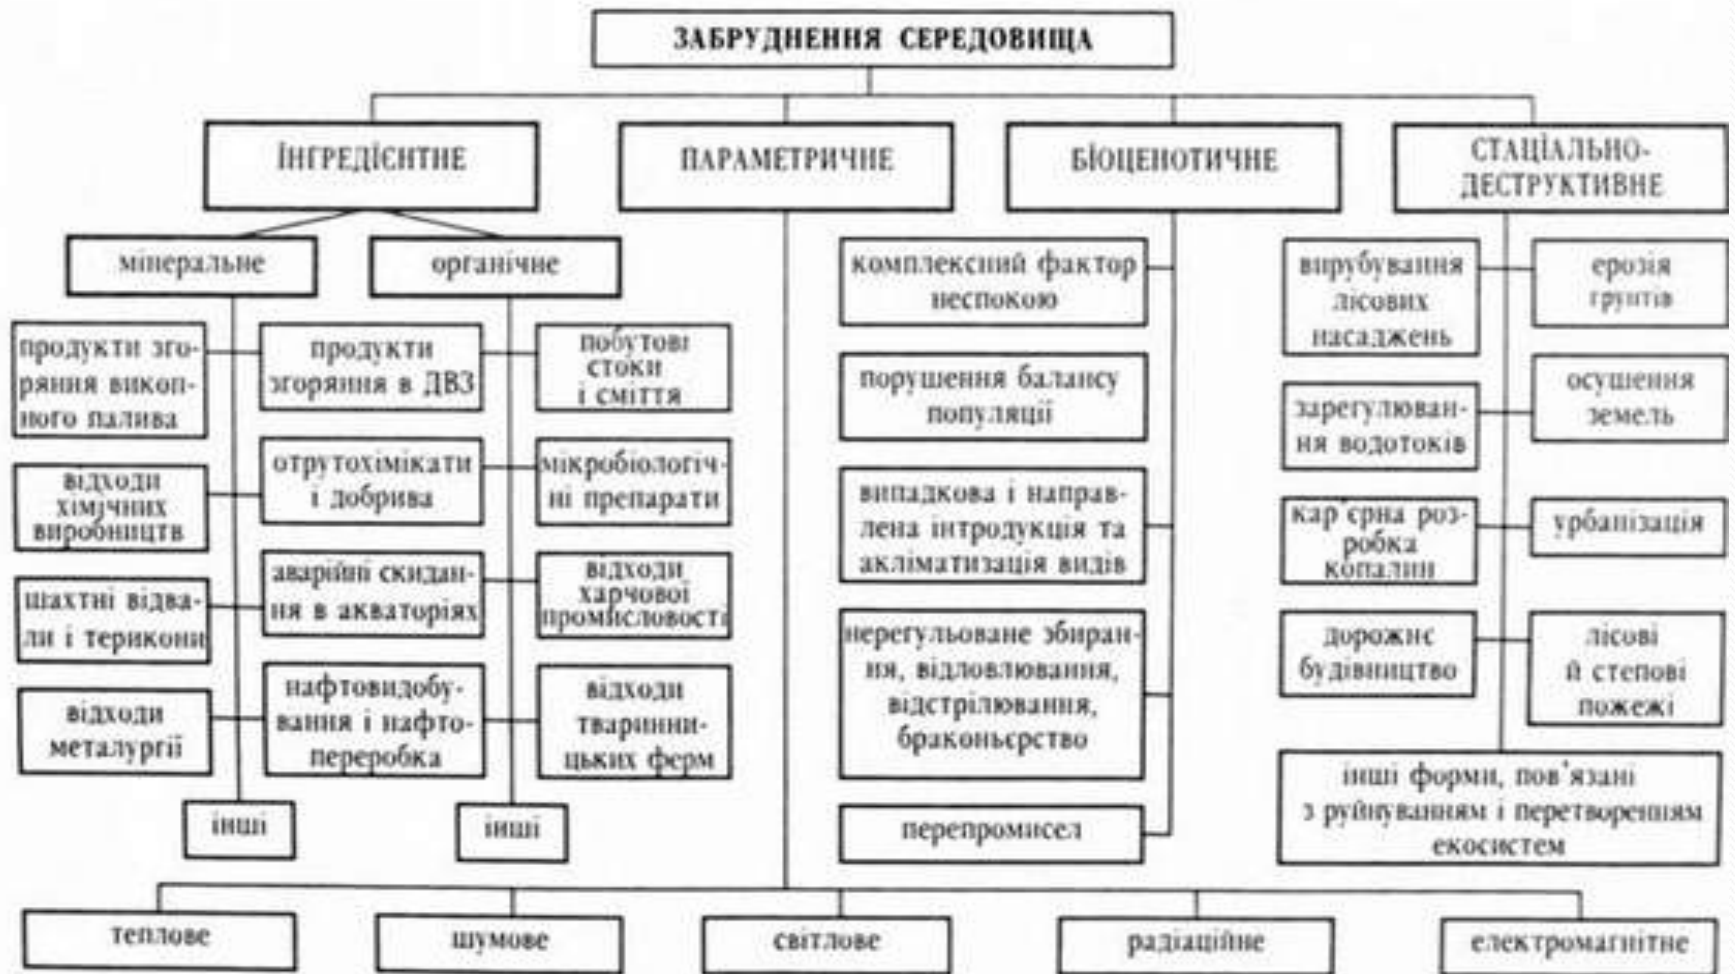 ЗАБРУДНЕННЯ СЕРЕДОВИЩА
ІНГРЕДІЄНТНЕ
ПАРАМЕТРИЧНЕ
БІОЦЕНОТИЧНЕ
СТАЦІАЛЬНО-
ДЕСТРУКТИВНЕ
мінеральне
органічне
продукти зго-
ряння викоп-
ного палива
продукти
згоряння в ДВЗ
побутові
стоки
і сміття
відходи
хімічних
виробництв
отрутохімікати
і добрива
мікробіологіч-
ні препарати
шахтні відва-
ли і терикони
аварійні скидан-
ня в акваторіях
відходи
харчової
промисловості
відходи
металургії
нафтовидобу-
вання і нафто-
переробка
відходи
тваринни-
цьких ферм
інші
інші
комплексний фактор
неспокою
порушення балансу
популяції
випадкова і направ-
лена інтродукція та
акліматизація видів
нерегульоване збиран-
ня, відловлювання,
відстрілювання,
браконьєрство
перепромисел
вирубування
лісових
насаджень
ерозія
грунтів
зарегулюван-
ня водотоків
осушення
земель
кар'єрна роз-
робка
копалин
урбанізація
дорожнє
будівництво
лісові
й степові
пожежі
інші форми, пов'язані
з руйнуванням і перетворенням
екосистем
теплове
шумове
світлове
радіаційне
електромагнітне